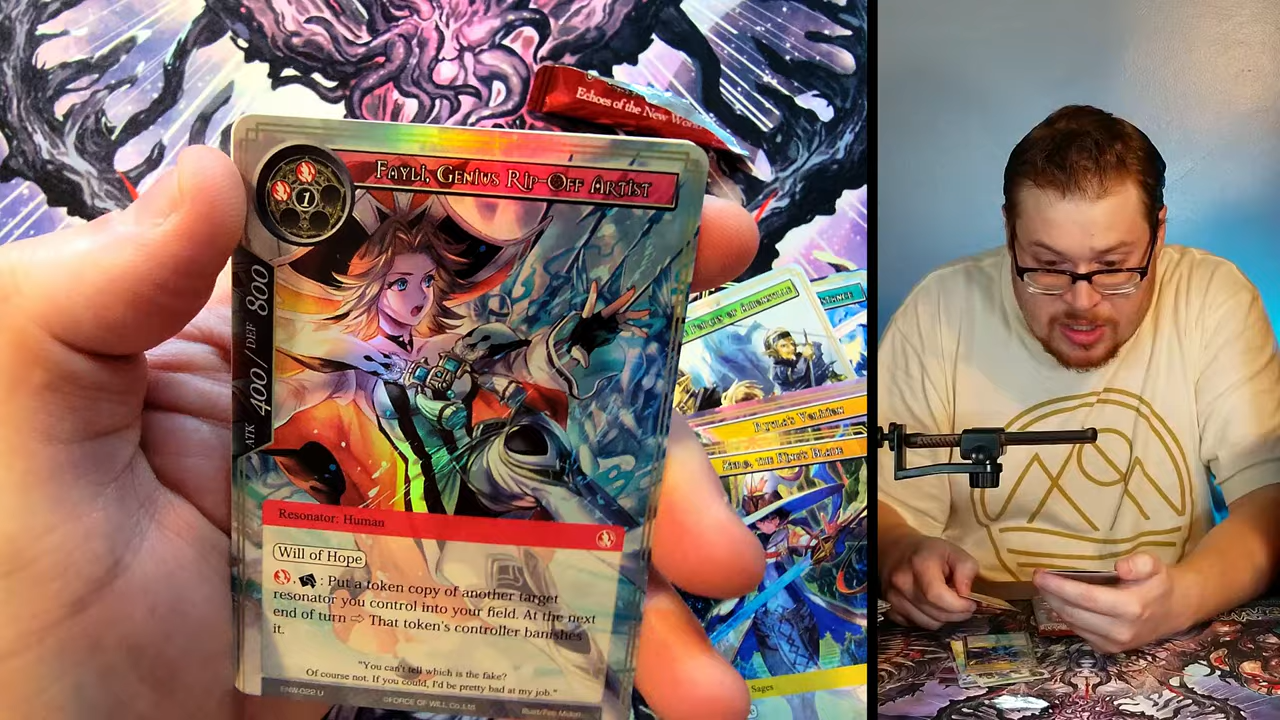 Echoes of the New World
FAYLI, GENIUS RIP-OFF ARTIST
1
ATK 400 / DEF 800
Resonator: Human
Will of Hope
: Put a token copy of another target
resonator you control into your field. At the next
end of turn ⇨ That token's controller banishes
it.
"You can't tell which is the fake?
Of course not. If you could, I'd be pretty bad at my job."
ENW-022 U
©FORCE OF WILL Co.,Ltd.
ZERO, THE KING'S BLADE
Sages